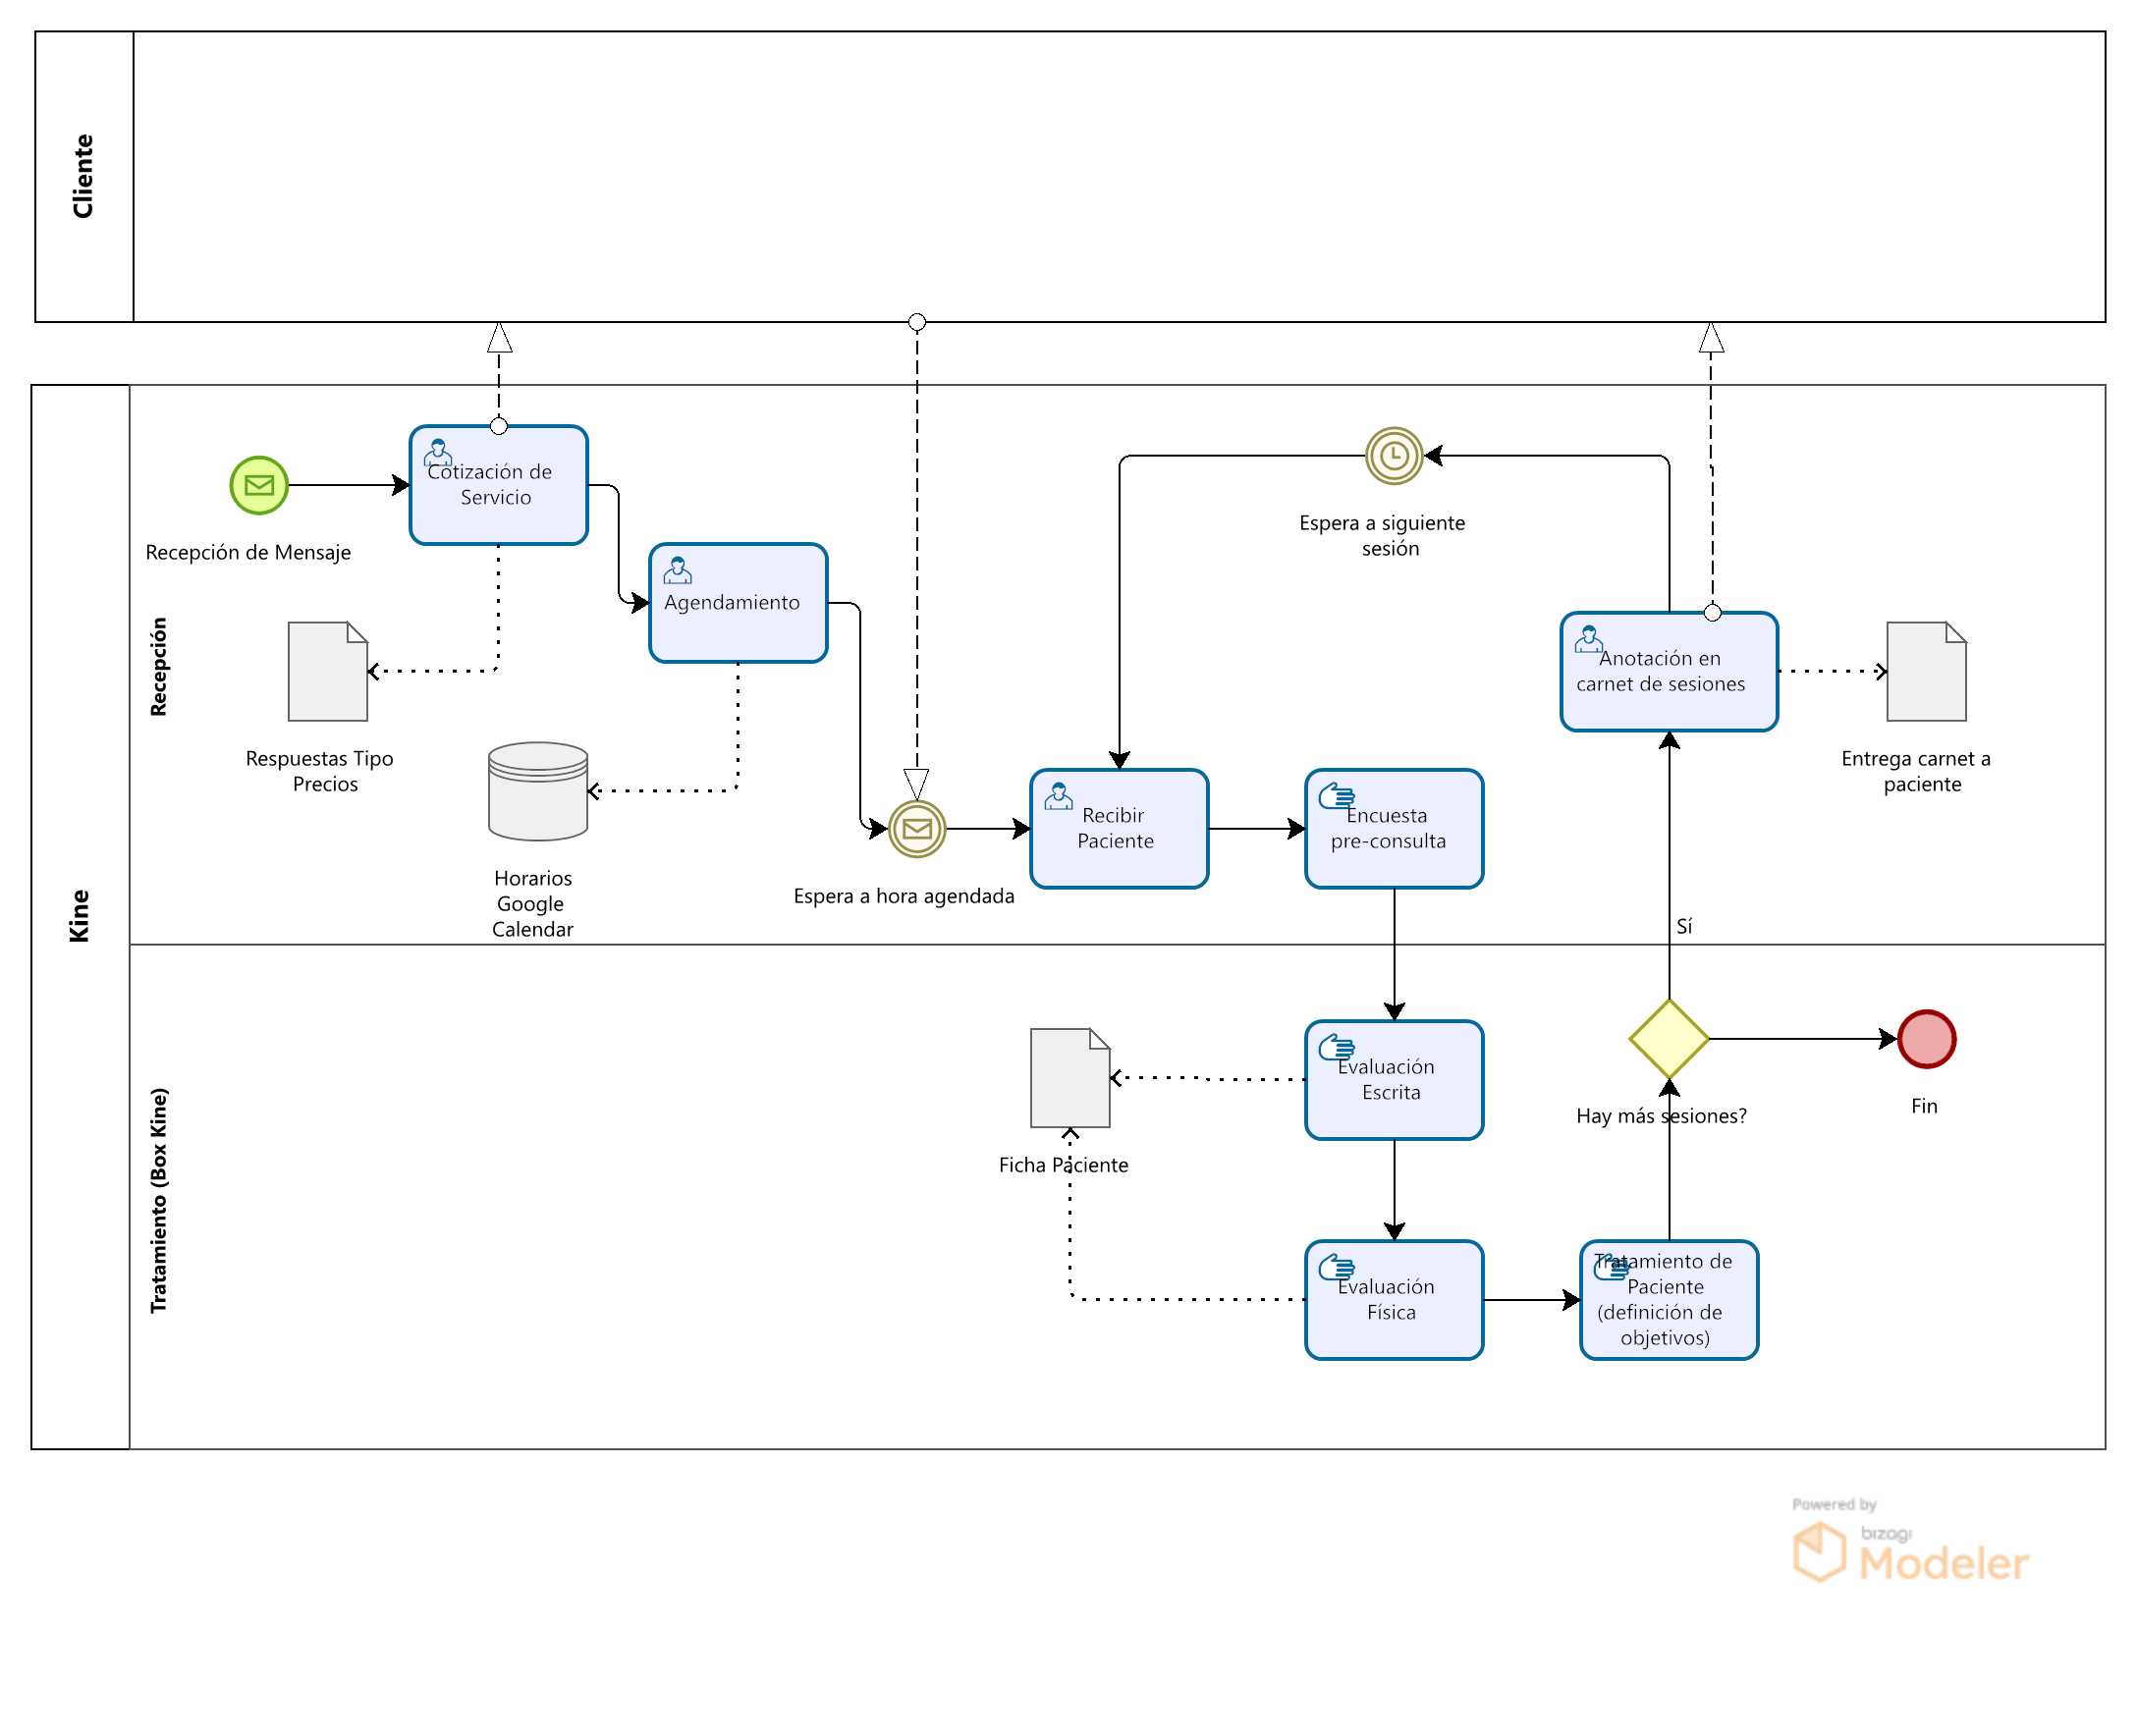 Cliente
Kine
Recepción
Recepción de Mensaje
Cotización de
Servicio
Agendamiento
Respuestas Tipo
Precios
Horarios
Google
Calendar
Espera a hora agendada
Recibir
Paciente
Encuesta
pre-consulta
Espera a siguiente
sesión
Anotación en
carnet de sesiones
Entrega carnet a
paciente
Sí
Tratamiento (Box Kine)
Ficha Paciente
Evaluación
Escrita
Evaluación
Física
Tratamiento de
Paciente
(definición de
objetivos)
Hay más sesiones?
Fin
Powered by
bizagi
Modeler